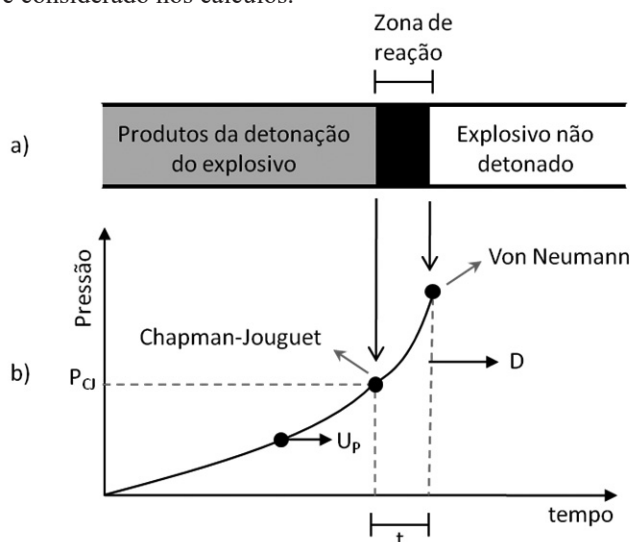 e considerado nos cálculos.
Zona de
reação
a)
Produtos da detonação
do explosivo
Explosivo não
detonado
Von Neumann
Chapman-Jouguet
Pressão
b)
P_CJ
D
U_P
tempo
t